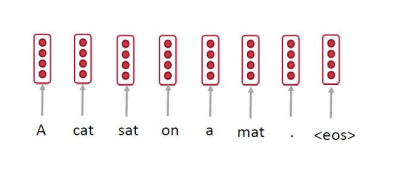 A cat sat on a mat . <eos>